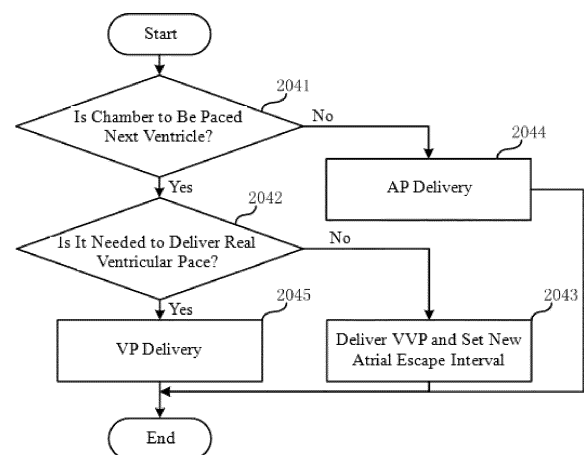 Start
2041
Is Chamber to Be Paced
Next Ventricle?
No
2044
AP Delivery
Yes
2042
Is It Needed to Deliver Real
Ventricular Pace?
No
Yes
2045
VP Delivery
2043
Deliver VVP and Set New
Atrial Escape Interval
End